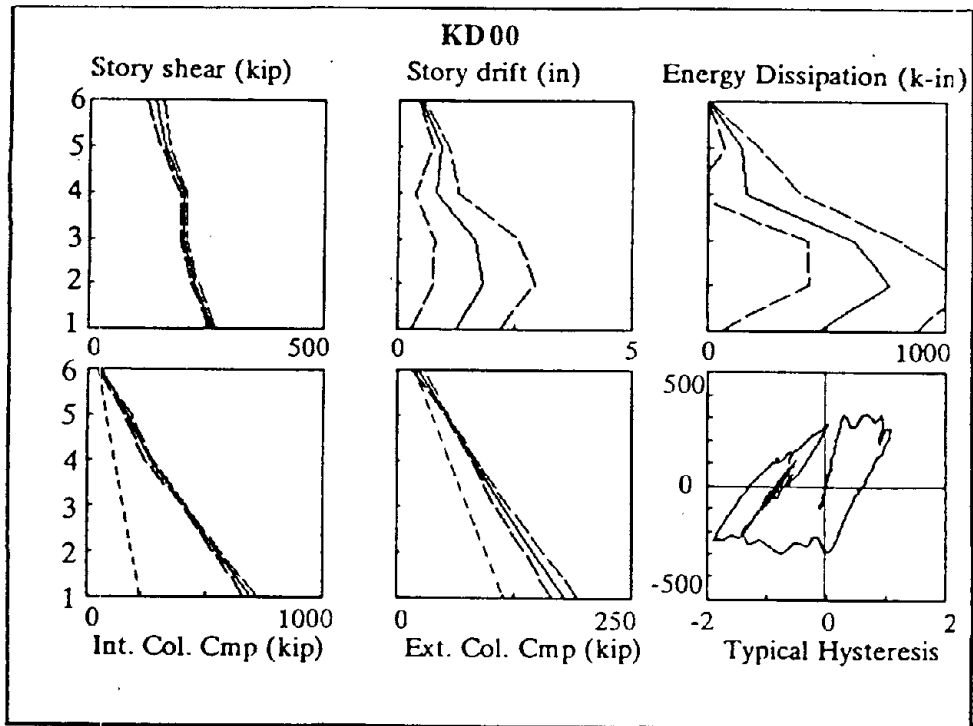 KD00
Story shear (kip) Story drift (in) Energy Dissipation (k-in)
6
5
4
3
2
1
0 500 0 5 0 1000
6
5
4
3
2
1
0 1000 0 250
500
0
-500
-2 0 2
Int. Col. Cmp (kip) Ext. Col. Cmp (kip) Typical Hysteresis